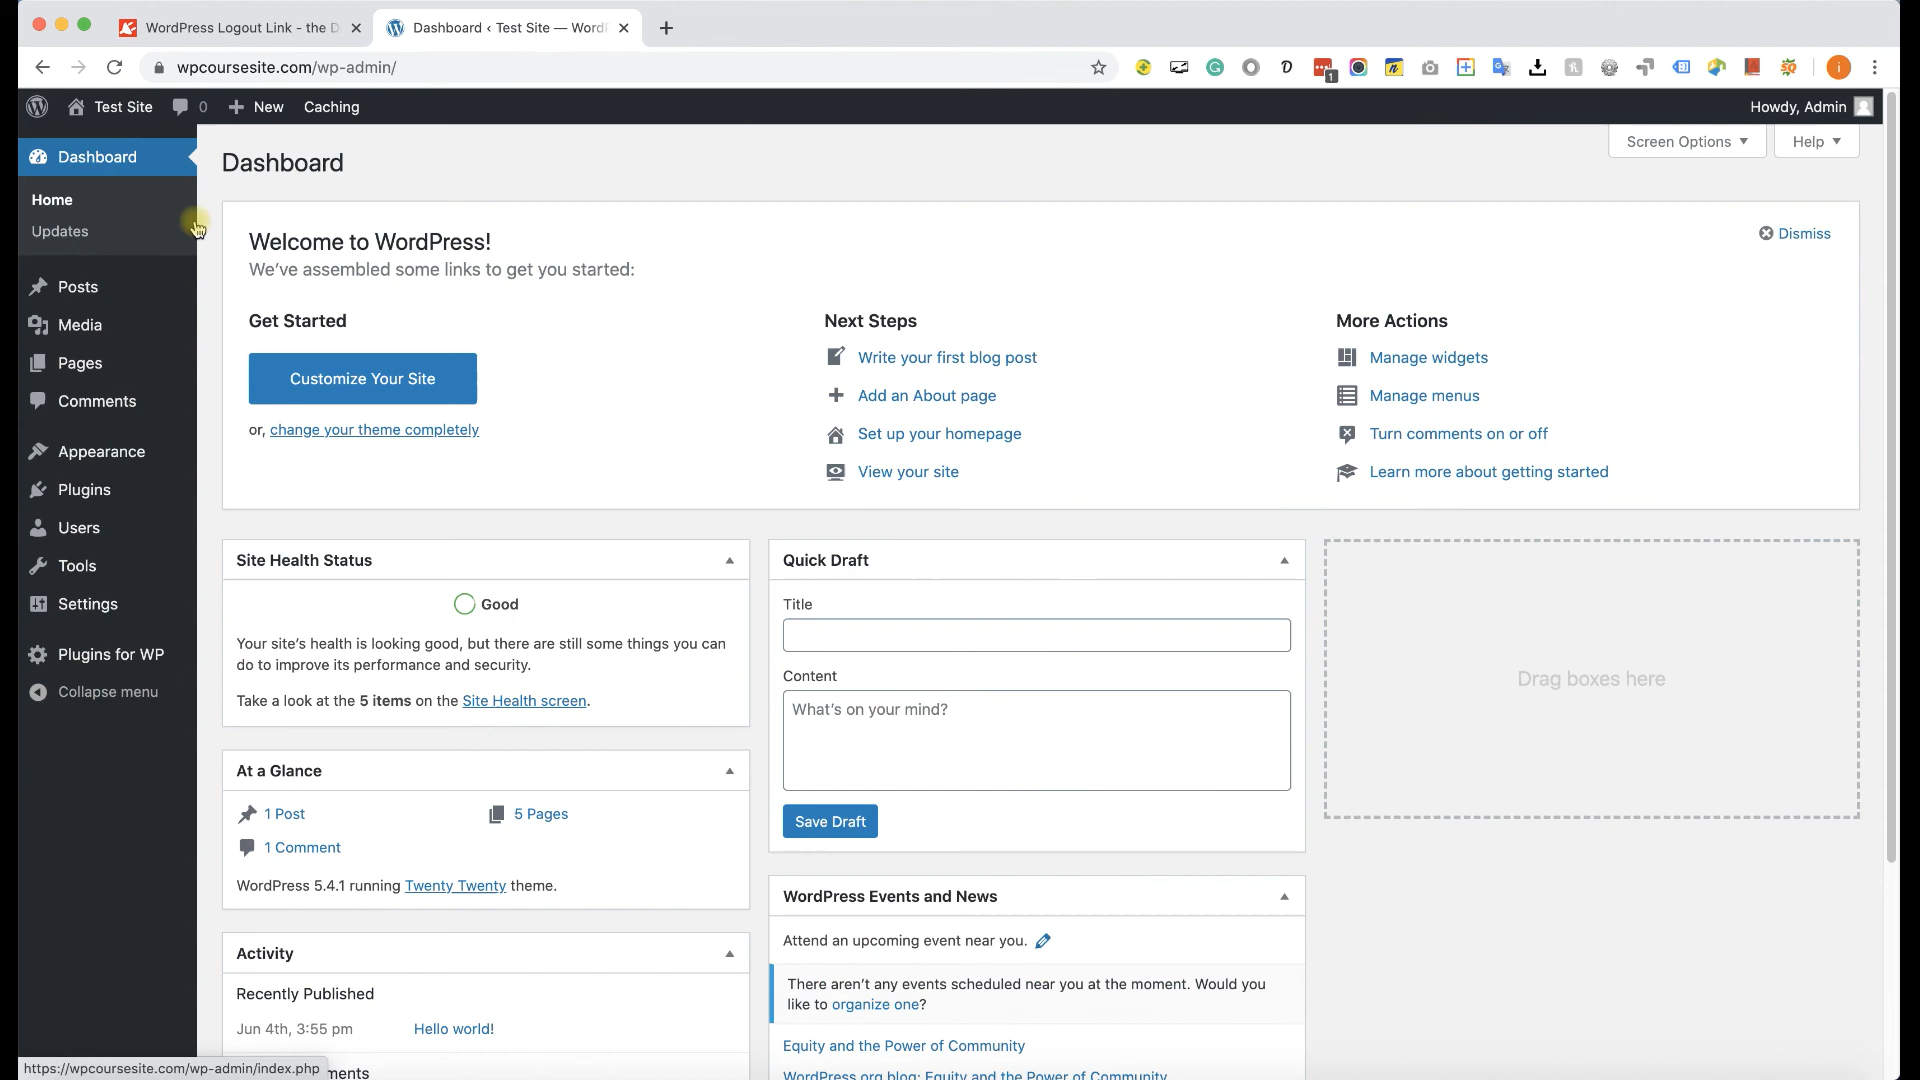 WordPress Logout Link - the D
Dashboard ‹ Test Site — WordP
wpcoursesite.com/wp-admin/
1
Test Site
0
New
Caching
Howdy, Admin
Dashboard
Home
Updates
Posts
Media
Pages
Comments
Appearance
Plugins
Users
Tools
Settings
Plugins for WP
Collapse menu
Dashboard
Screen Options
Help
Welcome to WordPress!
We've assembled some links to get you started:
Dismiss
Get Started
Customize Your Site
or, change your theme completely
Next Steps
Write your first blog post
Add an About page
Set up your homepage
View your site
More Actions
Manage widgets
Manage menus
Turn comments on or off
Learn more about getting started
Site Health Status
Good
Your site's health is looking good, but there are still some things you can
do to improve its performance and security.
Take a look at the 5 items on the Site Health screen.
At a Glance
1 Post
5 Pages
1 Comment
WordPress 5.4.1 running Twenty Twenty theme.
Activity
Recently Published
Jun 4th, 3:55 pm
Hello world!
ments
Quick Draft
Title
Content
What's on your mind?
Save Draft
WordPress Events and News
Attend an upcoming event near you.
There aren't any events scheduled near you at the moment. Would you
like to organize one?
Equity and the Power of Community
WordPress.org blog: Equity and the Power of Community
Drag boxes here
https://wpcoursesite.com/wp-admin/index.php